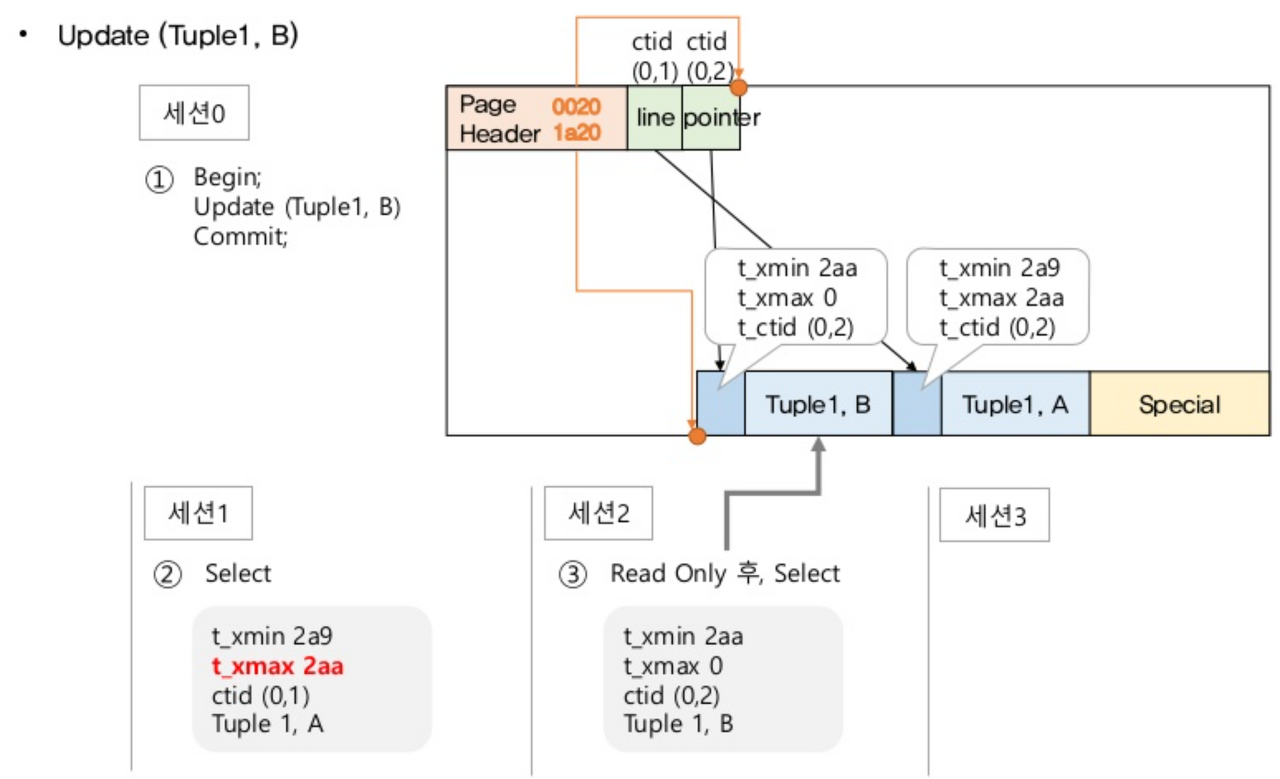 • Update (Tuple1, B)
세션0
① Begin;
Update (Tuple1, B)
Commit;
ctid ctid
(0,1) (0,2)
Page 0020
Header 1a20
line pointer
t_xmin 2aa
t_xmax 0
t_ctid (0,2)
t_xmin 2a9
t_xmax 2aa
t_ctid (0,2)
Tuple1, B
Tuple1, A
Special
세션1
② Select
t_xmin 2a9
t_xmax 2aa
ctid (0,1)
Tuple 1, A
세션2
③ Read Only 후, Select
t_xmin 2aa
t_xmax 0
ctid (0,2)
Tuple 1, B
세션3